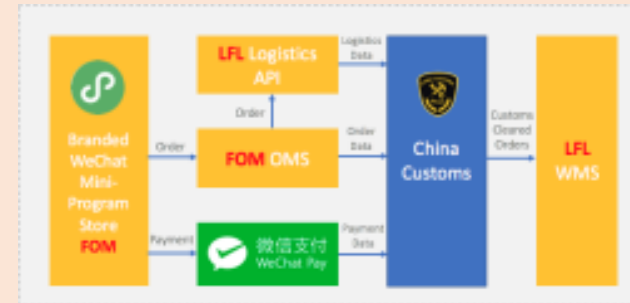 Branded
WeChat
Mini-
Program
Store
FOM
Order
Payment
LFL Logistics
API
Order
FOM OMS
微信支付
WeChat Pay
Logistics
Data
Order
Data
Payment
Data
China
Customs
Customs
Cleared
Orders
LFL
WMS